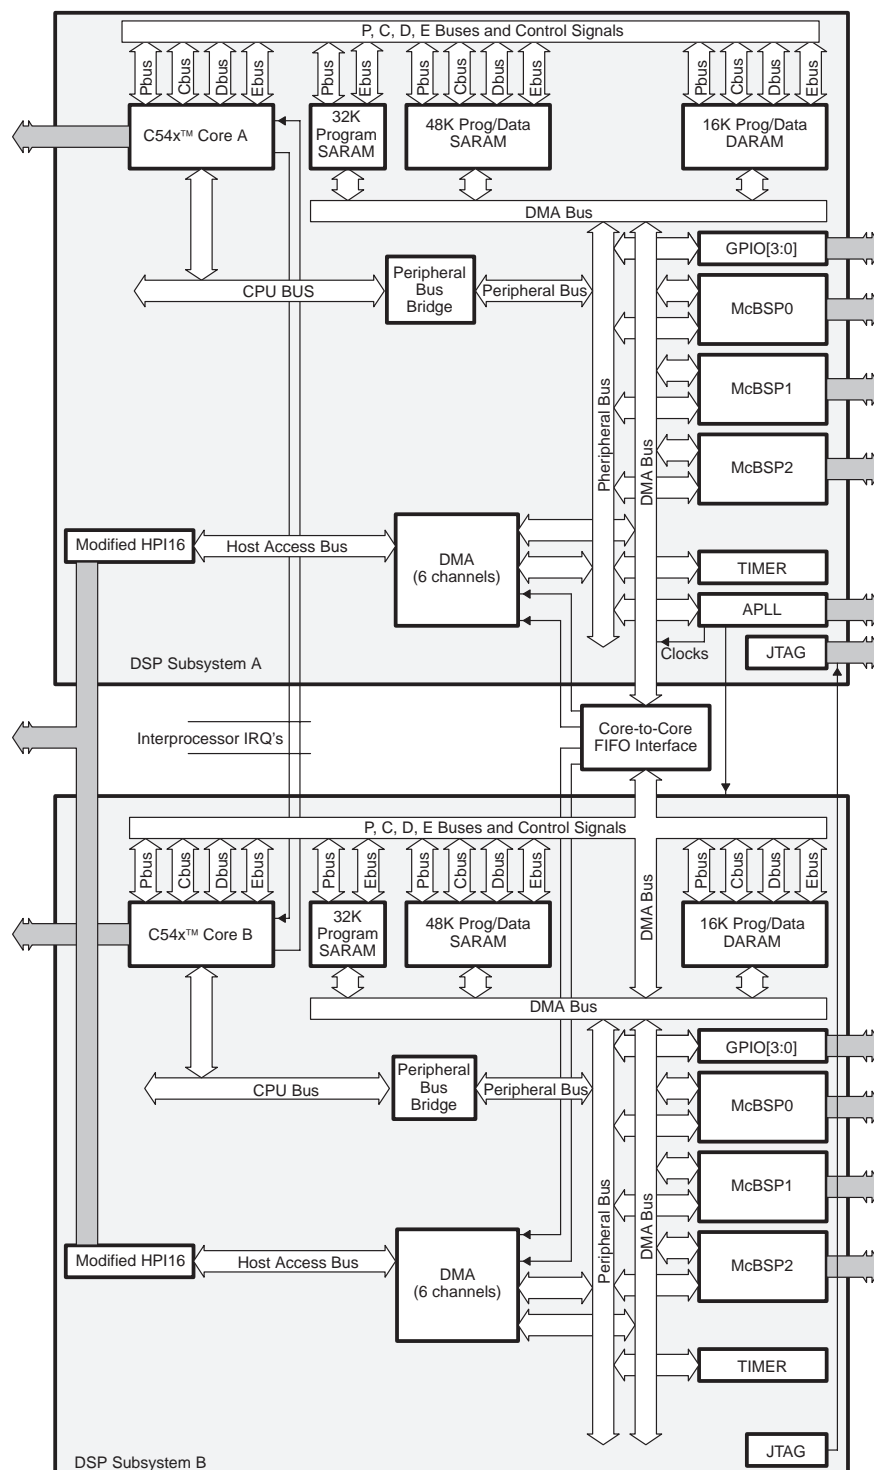 P, C, D, E Buses and Control Signals
Pbus
Cbus
Dbus
Ebus
Pbus
Ebus
Pbus
Cbus
Dbus
Ebus
Pbus
Cbus
Dbus
Ebus
C54x™ Core A
32K
Program
SARAM
48K Prog/Data
SARAM
16K Prog/Data
DARAM
DMA Bus
GPIO[3:0]
CPU BUS
Peripheral
Bus
Bridge
Peripheral Bus
McBSP0
McBSP1
Pheripheral Bus
DMA Bus
McBSP2
Modified HPI16
Host Access Bus
DMA
(6 channels)
TIMER
APLL
Clocks
JTAG
DSP Subsystem A
Interprocessor IRQ's
Core-to-Core
FIFO Interface
P, C, D, E Buses and Control Signals
Pbus
Cbus
Dbus
Ebus
Pbus
Ebus
Pbus
Cbus
Dbus
Ebus
DMA Bus
Pbus
Cbus
Dbus
Ebus
C54x™ Core B
32K
Program
SARAM
48K Prog/Data
SARAM
16K Prog/Data
DARAM
DMA Bus
GPIO[3:0]
CPU Bus
Peripheral
Bus
Bridge
Peripheral Bus
McBSP0
McBSP1
Peripheral Bus
DMA Bus
McBSP2
Modified HPI16
Host Access Bus
DMA
(6 channels)
TIMER
JTAG
DSP Subsystem B